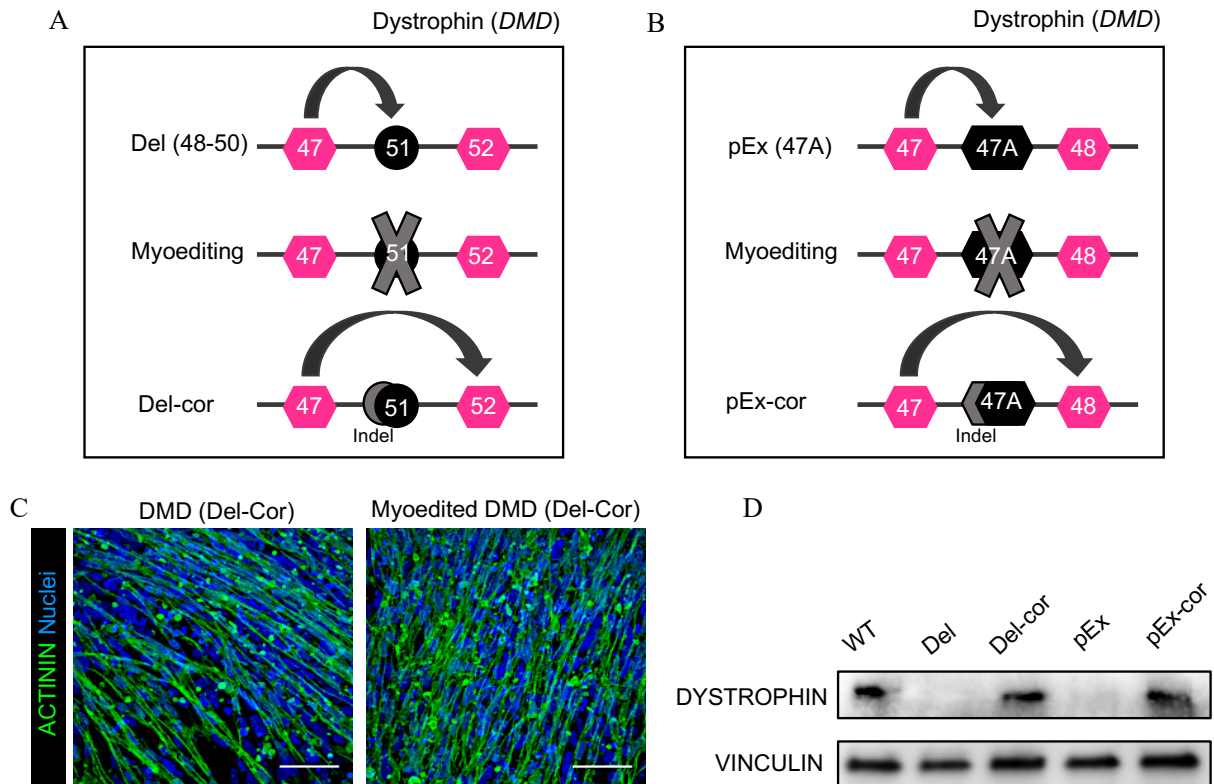 A
Dystrophin (DMD)
Del (48-50)
47
51
52
Myoediting
47
51
52
Del-cor
47
51
52
Indel
B
Dystrophin (DMD)
pEx (47A)
47
47A
48
Myoediting
47
47A
48
pEx-cor
47
47A
48
Indel
C
DMD (Del-Cor)
Myoedited DMD (Del-Cor)
ACTININ Nuclei
D
WT
Del
Del-cor
pEx
pEx-cor
DYSTROPHIN
VINCULIN